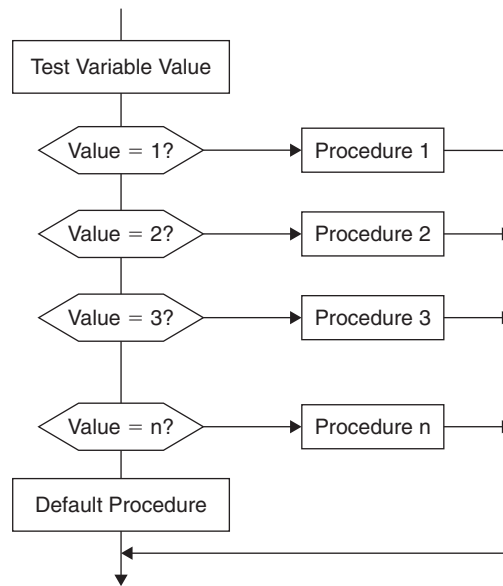 Test Variable Value
Value = 1?
Procedure 1
Value = 2?
Procedure 2
Value = 3?
Procedure 3
Value = n?
Procedure n
Default Procedure